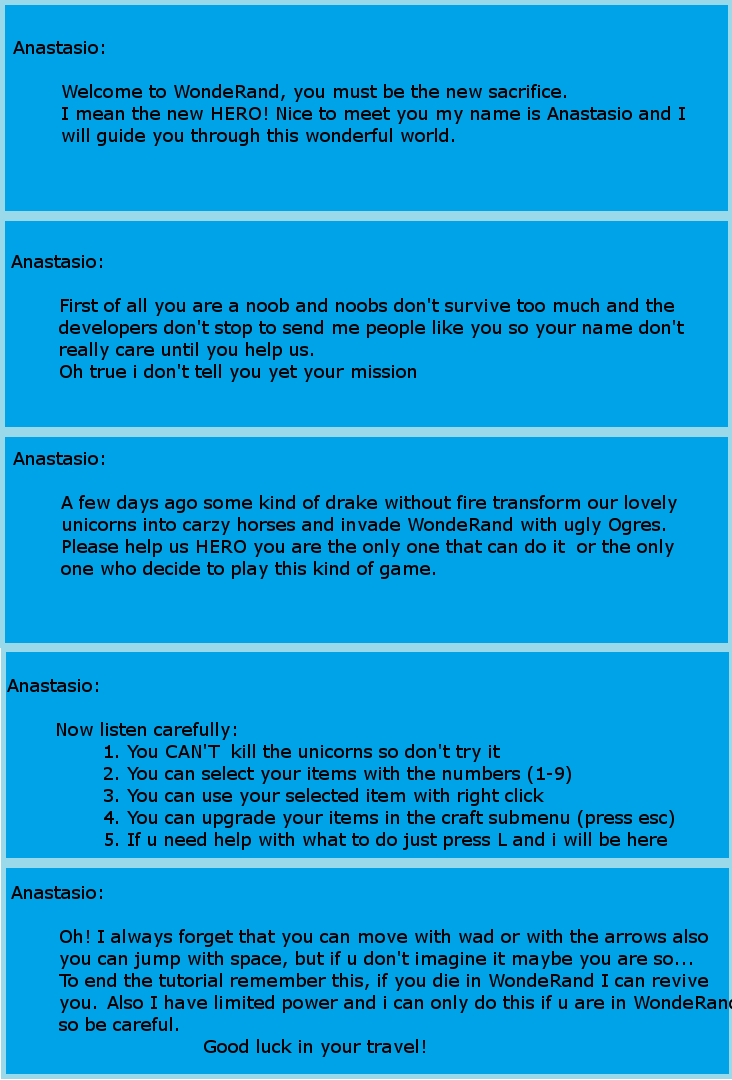 Anastasio:
Welcome to WondeRand, you must be the new sacrifice.
I mean the new HERO! Nice to meet you my name is Anastasio and I
will guide you through this wonderful world.
Anastasio:
First of all you are a noob and noobs don't survive too much and the
developers don't stop to send me people like you so your name don't
really care until you help us.
Oh true i don't tell you yet your mission
Anastasio:
A few days ago some kind of drake without fire transform our lovely
unicorns into carzy horses and invade WondeRand with ugly Ogres.
Please help us HERO you are the only one that can do it  or the only
one who decide to play this kind of game.
Anastasio:
Now listen carefully:
1. You CAN'T  kill the unicorns so don't try it
2. You can select your items with the numbers (1-9)
3. You can use your selected item with right click
4. You can upgrade your items in the craft submenu (press esc)
5. If u need help with what to do just press L and i will be here
Anastasio:
Oh! I always forget that you can move with wad or with the arrows also
you can jump with space, but if u don't imagine it maybe you are so...
To end the tutorial remember this, if you die in WondeRand I can revive
you. Also I have limited power and i can only do this if u are in WondeRand
so be careful.
Good luck in your travel!